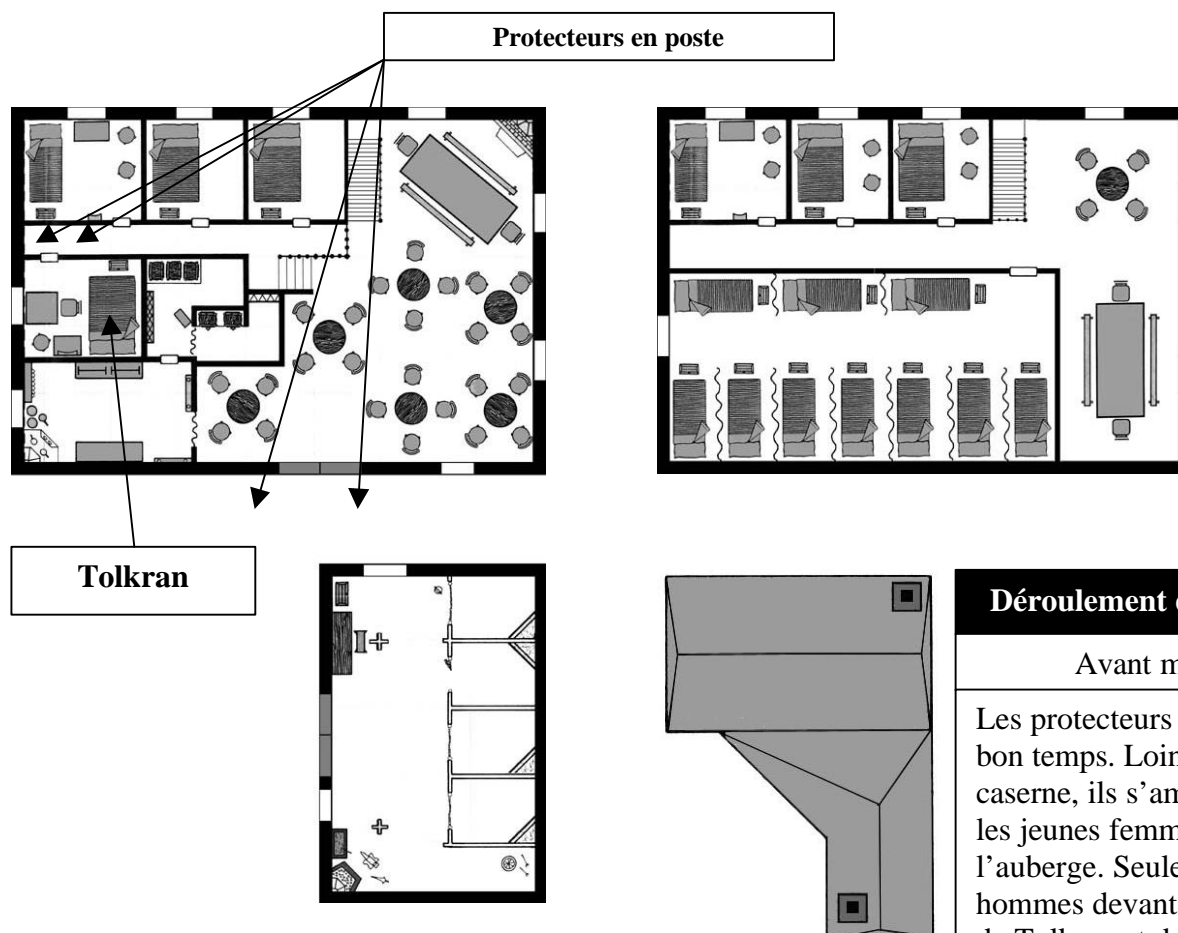 Protecteurs en poste
Tolkran
Déroulement
Avant
Les protecteurs
bon temps. Loin
caserne, ils s’am
les jeunes femm
l’auberge. Seule
hommes devant